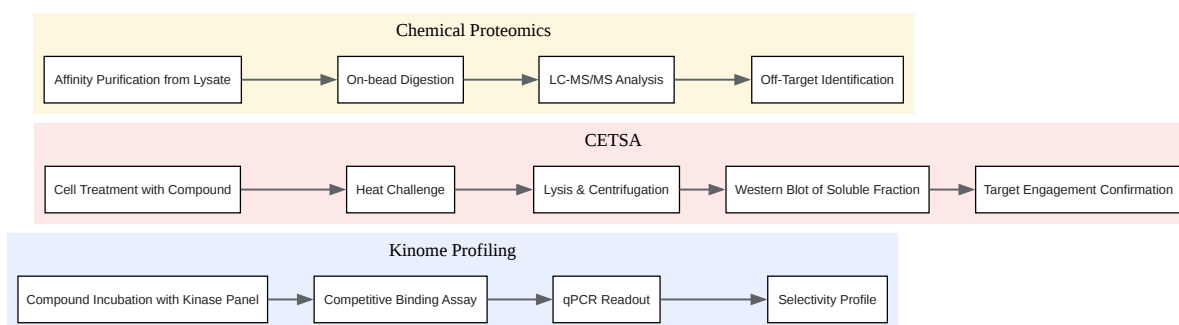 Chemical Proteomics
Affinity Purification from Lysate
On-bead Digestion
LC-MS/MS Analysis
Off-Target Identification
CETSA
Cell Treatment with Compound
Heat Challenge
Lysis & Centrifugation
Western Blot of Soluble Fraction
Target Engagement Confirmation
Kinome Profiling
Compound Incubation with Kinase Panel
Competitive Binding Assay
qPCR Readout
Selectivity Profile